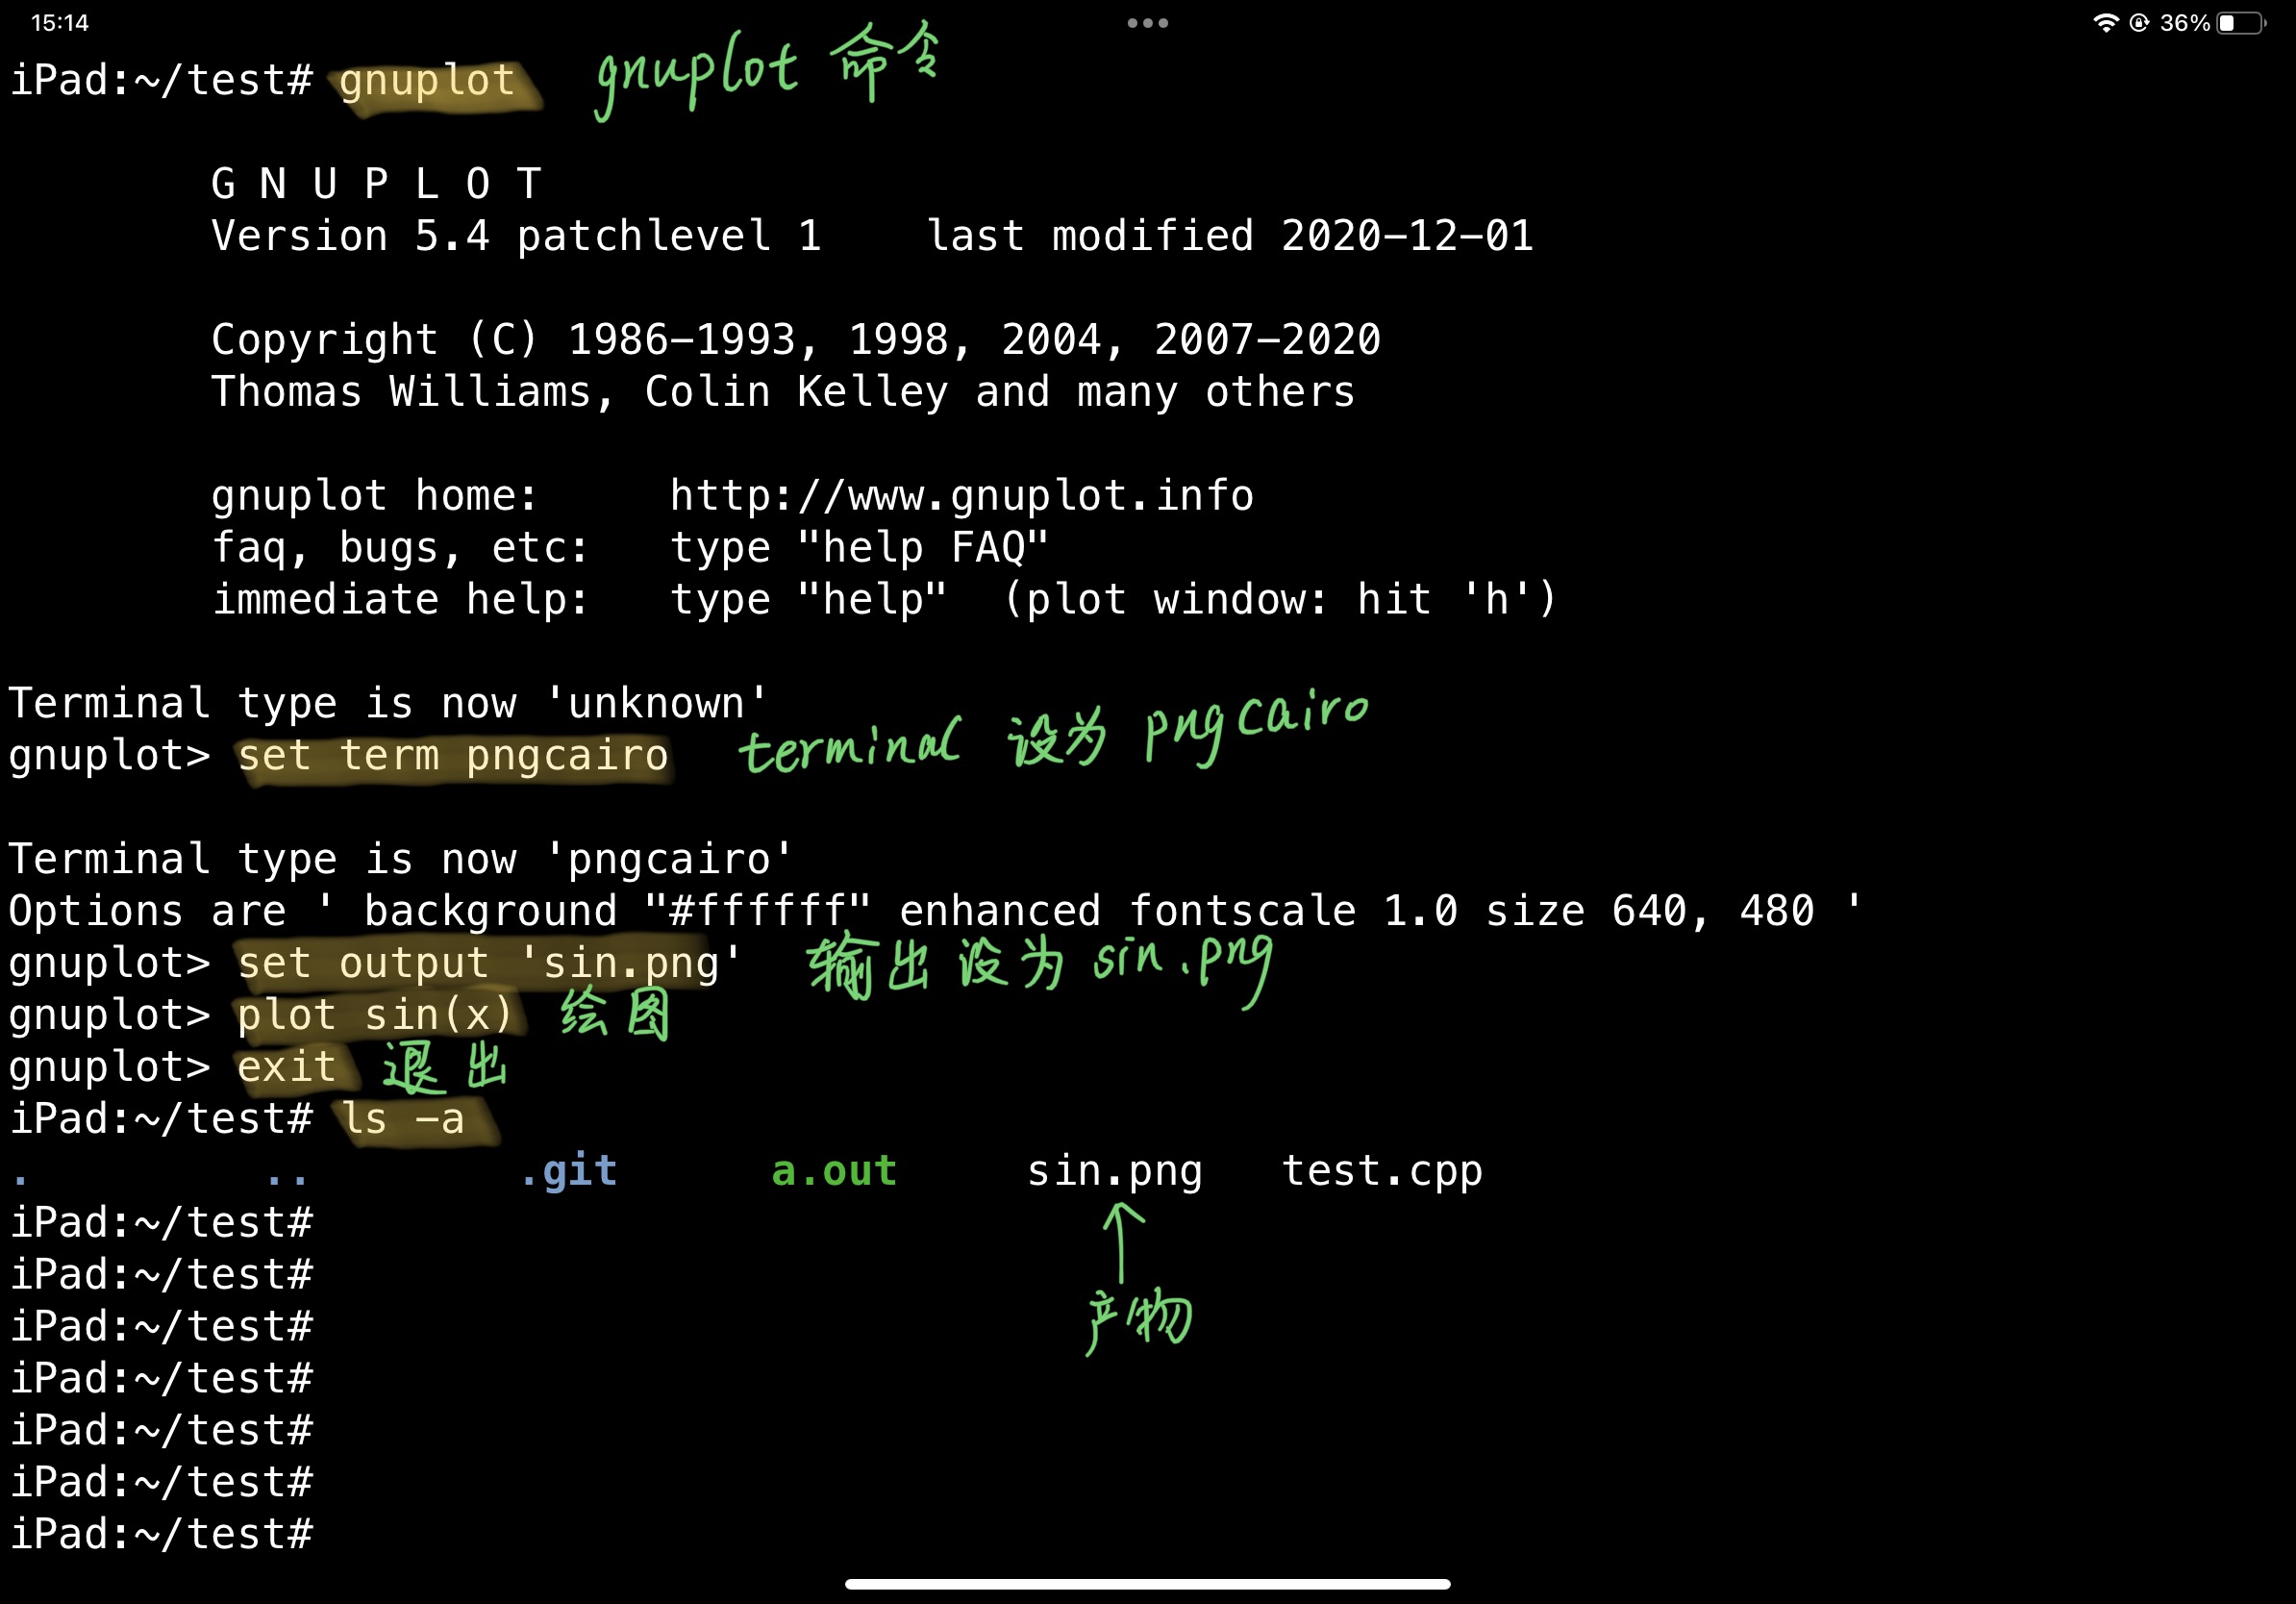 15:14 36%
iPad:~/test# gnuplot gnuplot 命令
G N U P L O T
Version 5.4 patchlevel 1    last modified 2020-12-01
Copyright (C) 1986-1993, 1998, 2004, 2007-2020
Thomas Williams, Colin Kelley and many others
gnuplot home:     http://www.gnuplot.info
faq, bugs, etc:   type "help FAQ"
immediate help:   type "help"  (plot window: hit 'h')
Terminal type is now 'unknown'
gnuplot> set term pngcairo terminal 设为 pngcairo
Terminal type is now 'pngcairo'
Options are ' background "#ffffff" enhanced fontscale 1.0 size 640, 480 '
gnuplot> set output 'sin.png' 输出设为 sin.png
gnuplot> plot sin(x) 绘图
gnuplot> exit 退出
iPad:~/test# ls -a
.          ..         .git       a.out      sin.png    test.cpp
iPad:~/test#
iPad:~/test#
iPad:~/test# 产物
iPad:~/test#
iPad:~/test#
iPad:~/test#
iPad:~/test#